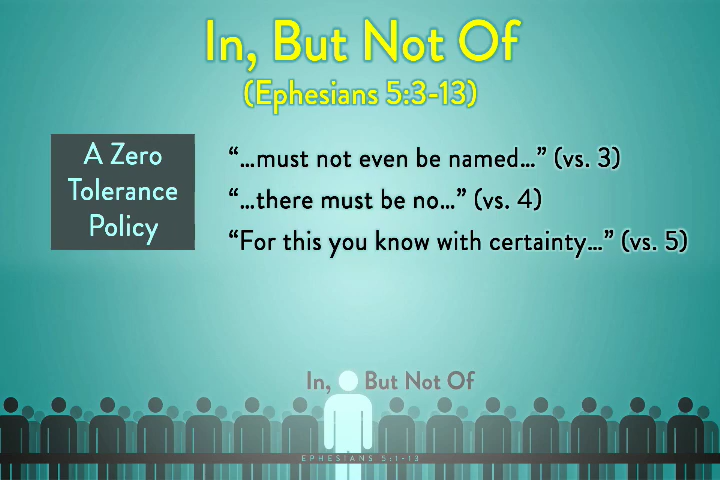 In, But Not Of
(Ephesians 5:3-13)
A Zero
Tolerance
Policy
“…must not even be named…” (vs. 3)
“…there must be no…” (vs. 4)
“For this you know with certainty…” (vs. 5)
In, But Not Of
EPHESIANS 5:1-13